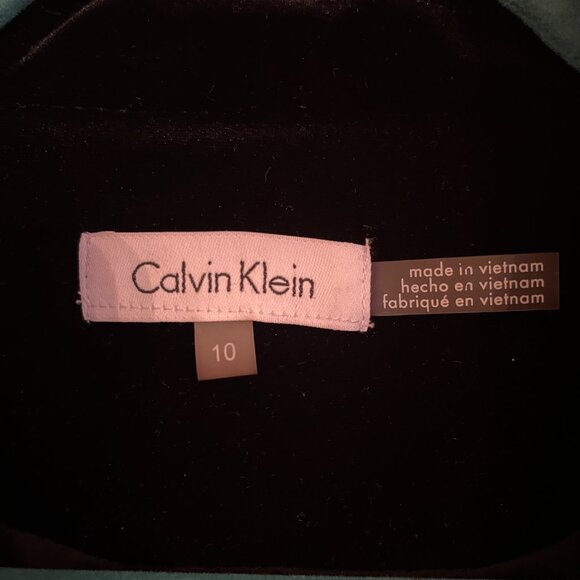 Calvin Klein
made in vietnam
hecho en vietnam
fabriqué en vietnam
10